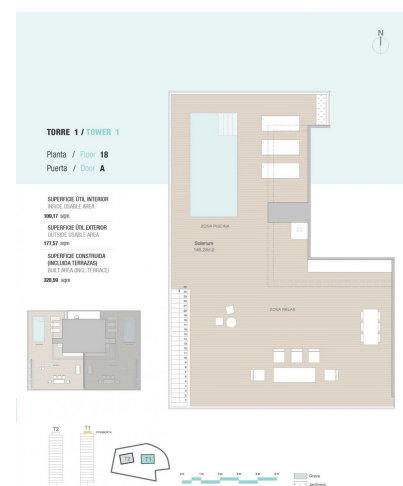 N
TORRE 1 / TOWER 1
Planta / Floor 18
Puerta / Door A
SUPERFICIE ÚTIL INTERIOR
INSIDE USABLE AREA
109,17 sqm
SUPERFICIE ÚTIL EXTERIOR
OUTSIDE USABLE AREA
177,57 sqm
SUPERFICIE CONSTRUIDA
(INCLUIDA TERRAZAS)
BUILT AREA (INCL. TERRACE)
320,59 sqm
ZONA PISCINA
Solarium
ZONA RELAX
T2
T1
T2
T1
Grava
Jardinera